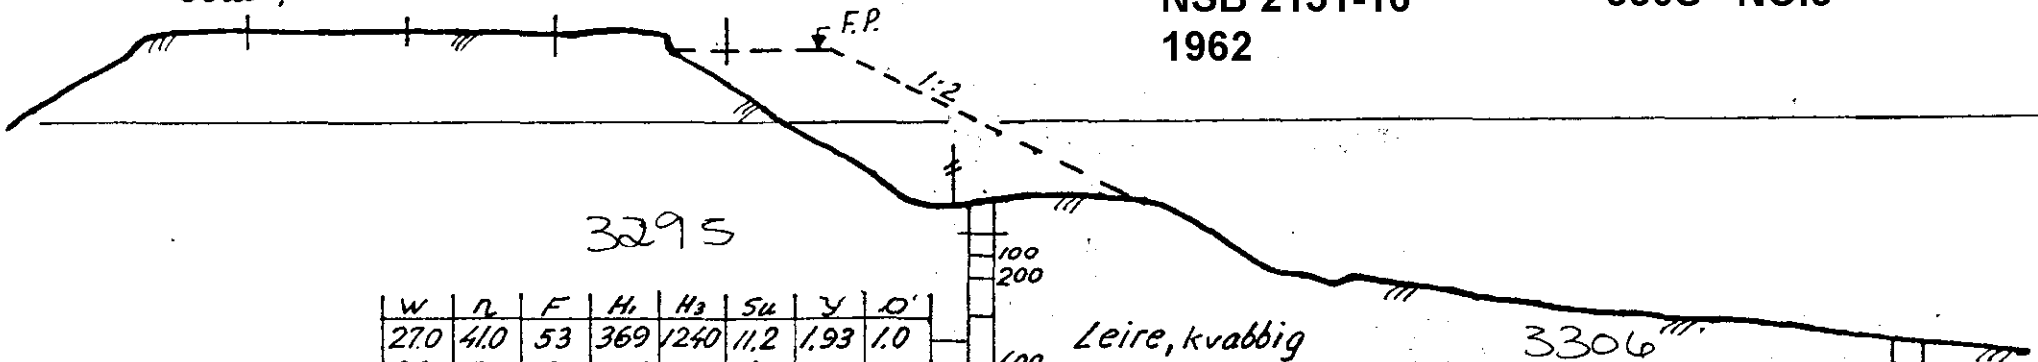 NSB 2151-16
1962
F.P.
1:2
3295
100
200
W n F H1 H3 Su γ O'
27.0 41.0 53 369 1240 11.2 1.93 1.0
Leire, kvabbig
3306